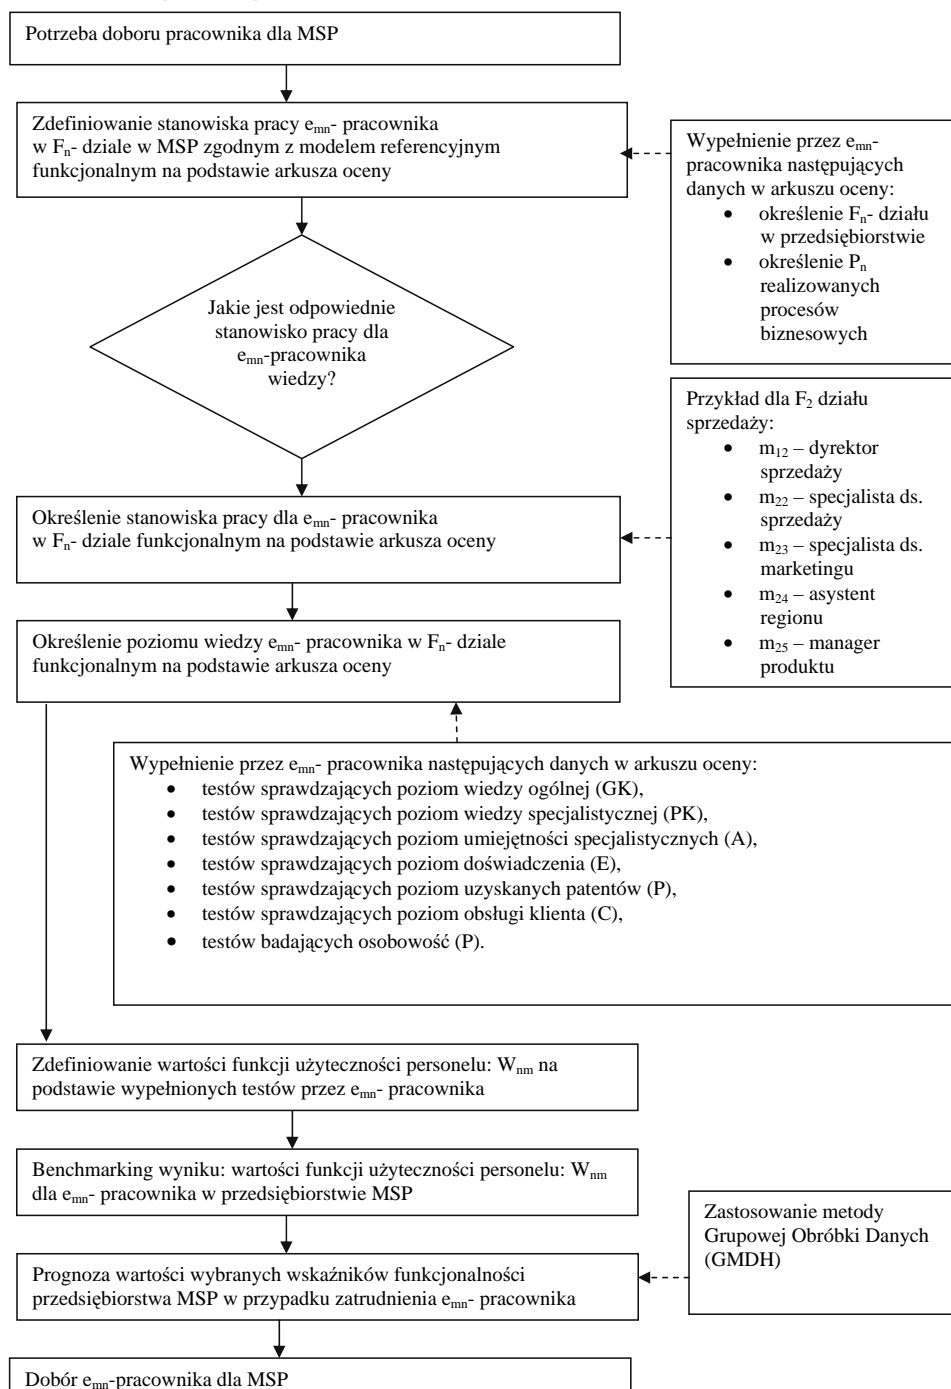 Potrzeba doboru pracownika dla MSP
Zdefiniowanie stanowiska pracy eₘₙ- pracownika
w Fₙ- dziale w MSP zgodnym z modelem referencyjnym
funkcjonalnym na podstawie arkusza oceny
Wypełnienie przez eₘₙ-
pracownika następujących
danych w arkuszu oceny:
• określenie Fₙ- działu
w przedsiębiorstwie
• określenie Pₙ
realizowanych
procesów
biznesowych
Jakie jest odpowiednie
stanowisko pracy dla
eₘₙ-pracownika
wiedzy?
Przykład dla F₂ działu
sprzedaży:
• m₁₂ – dyrektor
sprzedaży
• m₂₂ – specjalista ds.
sprzedaży
• m₂₃ – specjalista ds.
marketingu
• m₂₄ – asystent
regionu
• m₂₅ – manager
produktu
Określenie stanowiska pracy dla eₘₙ- pracownika
w Fₙ- dziale funkcjonalnym na podstawie arkusza oceny
Określenie poziomu wiedzy eₘₙ- pracownika w Fₙ- dziale
funkcjonalnym na podstawie arkusza oceny
Wypełnienie przez eₘₙ- pracownika następujących danych w arkuszu oceny:
• testów sprawdzających poziom wiedzy ogólnej (GK),
• testów sprawdzających poziom wiedzy specjalistycznej (PK),
• testów sprawdzających poziom umiejętności specjalistycznych (A),
• testów sprawdzających poziom doświadczenia (E),
• testów sprawdzających poziom uzyskanych patentów (P),
• testów sprawdzających poziom obsługi klienta (C),
• testów badających osobowość (P).
Zdefiniowanie wartości funkcji użyteczności personelu: Wₙₘ na
podstawie wypełnionych testów przez eₘₙ- pracownika
Benchmarking wyniku: wartości funkcji użyteczności personelu: Wₙₘ
dla eₘₙ- pracownika w przedsiębiorstwie MSP
Zastosowanie metody
Grupowej Obróbki Danych
(GMDH)
Prognoza wartości wybranych wskaźników funkcjonalności
przedsiębiorstwa MSP w przypadku zatrudnienia eₘₙ- pracownika
Dobór eₘₙ-pracownika dla MSP